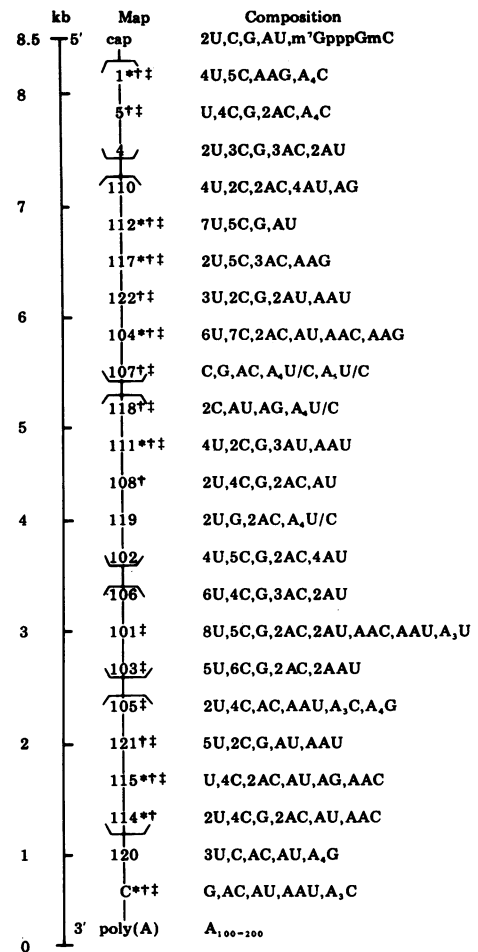 kb Map Composition
8.5 5' cap 2U,C,G,AU,m⁷GpppGmC
1*†‡ 4U,5C,AAG,A₄C
8
5†‡ U,4C,G,2AC,A₄C
4 2U,3C,G,3AC,2AU
110 4U,2C,2AC,4AU,AG
7
112*†‡ 7U,5C,G,AU
117*†‡ 2U,5C,3AC,AAG
122†‡ 3U,2C,G,2AU,AAU
6
104*†‡ 6U,7C,2AC,AU,AAC,AAG
107†‡ C,G,AC,A₄U/C,A₅U/C
118†‡ 2C,AU,AG,A₄U/C
5
111*†‡ 4U,2C,G,3AU,AAU
108† 2U,4C,G,2AC,AU
4 119 2U,G,2AC,A₄U/C
102 4U,5C,G,2AC,4AU
106 6U,4C,G,3AC,2AU
3 101‡ 8U,5C,G,2AC,2AU,AAC,AAU,A₃U
103‡ 5U,6C,G,2AC,2AAU
105‡ 2U,4C,AC,AAU,A₃C,A₄G
2 121†‡ 5U,2C,G,AU,AAU
115*†‡ U,4C,2AC,AU,AG,AAC
114*† 2U,4C,G,2AC,AU,AAC
1 120 3U,C,AC,AU,A₄G
C*†‡ G,AC,AU,AAU,A₃C
0 3' poly(A) A₁₀₀₋₂₀₀